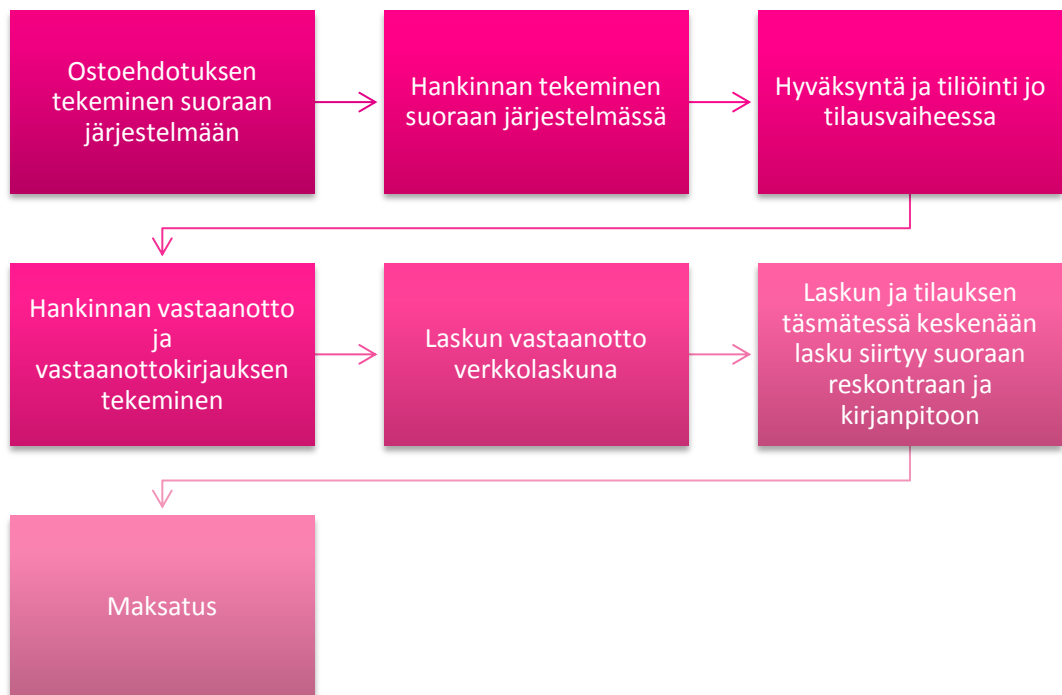 Ostoehdotuksen
tekeminen suoraan
järjestelmään
Hankinnan tekeminen
suoraan järjestelmässä
Hyväksyntä ja tiliöinti jo
tilausvaiheessa
Hankinnan vastaanotto
ja
vastaanottokirjauksen
tekeminen
Laskun vastaanotto
verkkolaskuna
Laskun ja tilauksen
täsmätessä keskenään
lasku siirtyy suoraan
reskontraan ja
kirjanpitoon
Maksatus